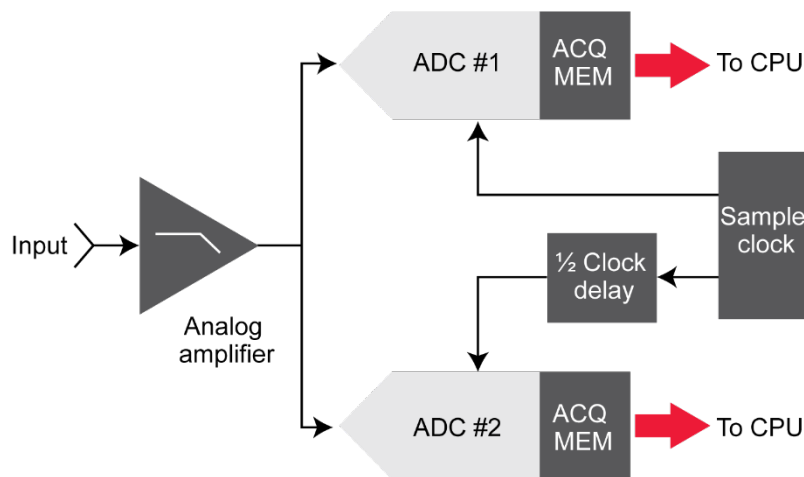 ADC #1
ACQ
MEM
To CPU
Input
Analog
amplifier
½ Clock
delay
Sample
clock
ADC #2
ACQ
MEM
To CPU